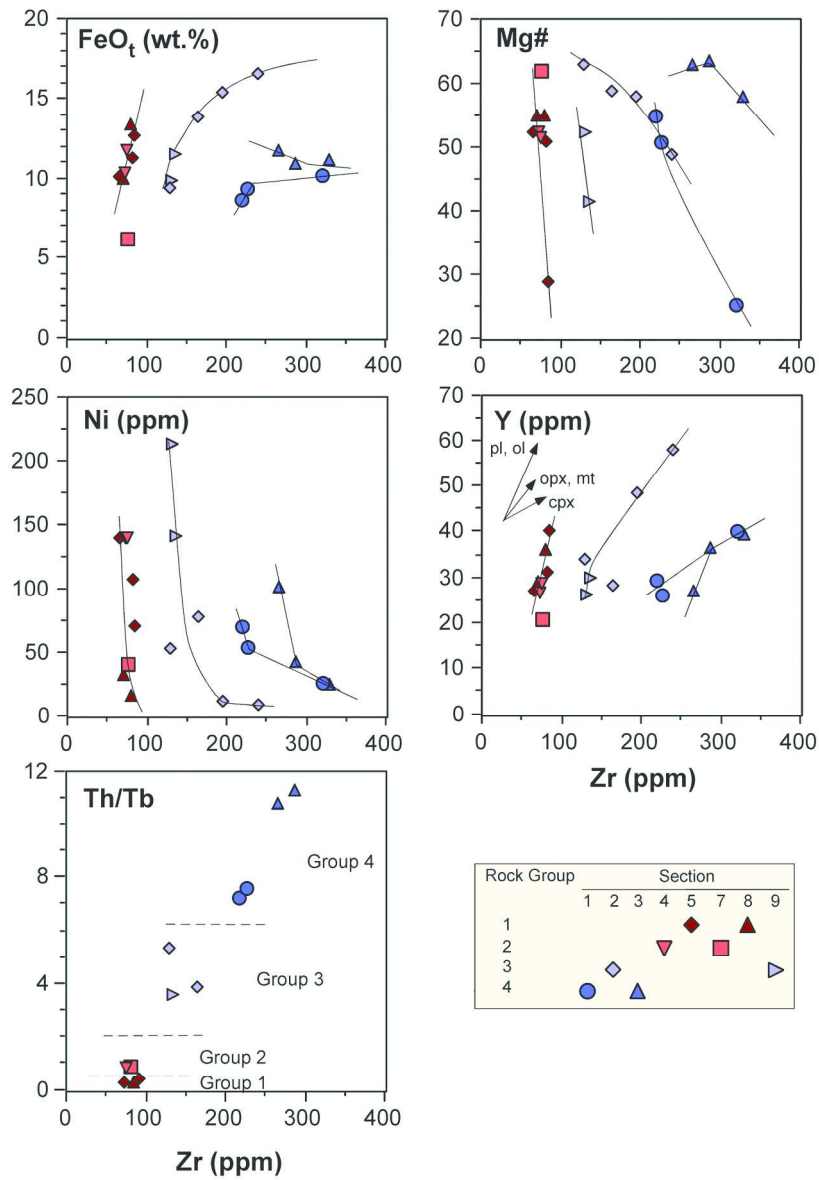 FeOt (wt.%)
20
15
10
5
0
0 100 200 300 400
Mg#
70
60
50
40
30
20
0 100 200 300 400
Ni (ppm)
250
200
150
100
50
0
0 100 200 300 400
Y (ppm)
70
60
50
40
30
20
10
0
pl, ol
opx, mt
cpx
0 100 200 300 400
Zr (ppm)
Th/Tb
12
8
4
0
Group 4
Group 3
Group 2
Group 1
0 100 200 300 400
Zr (ppm)
Rock Group Section
1 2 3 4 5 7 8 9
1
2
3
4